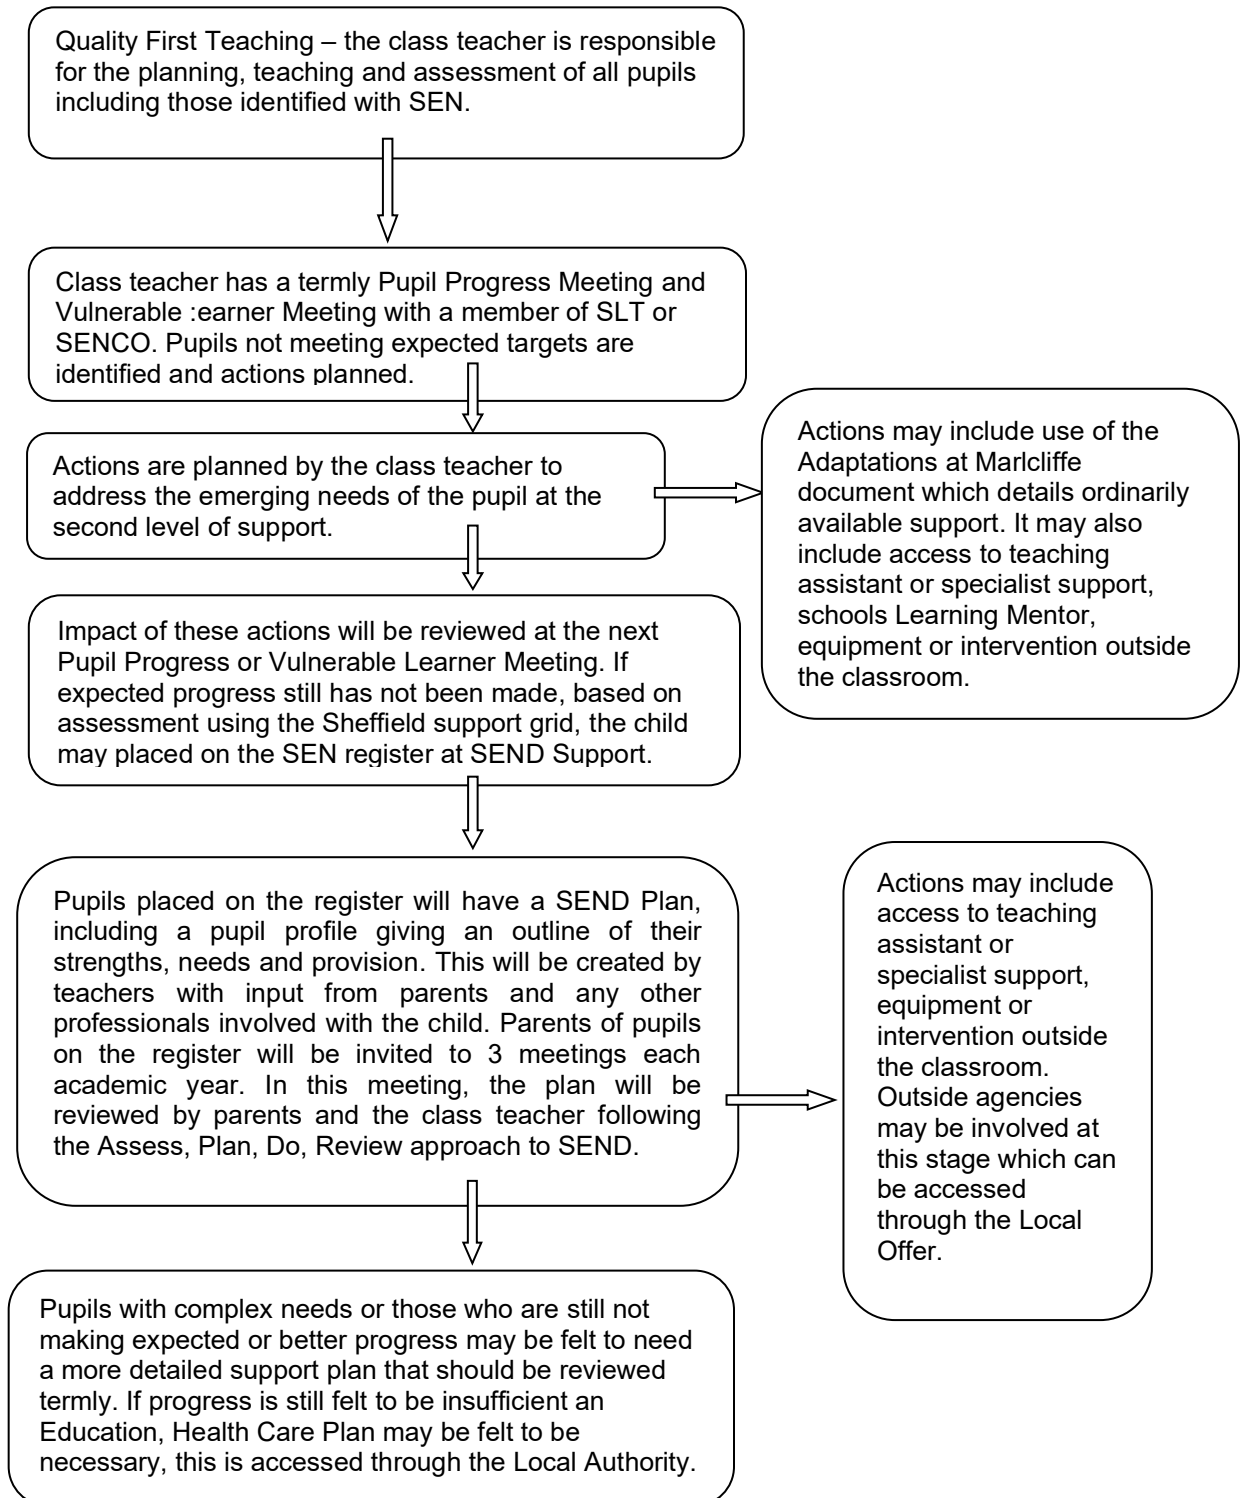 Quality First Teaching – the class teacher is responsible
for the planning, teaching and assessment of all pupils
including those identified with SEN.
Class teacher has a termly Pupil Progress Meeting and
Vulnerable :earner Meeting with a member of SLT or
SENCO. Pupils not meeting expected targets are
identified and actions planned.
Actions are planned by the class teacher to
address the emerging needs of the pupil at the
second level of support.
Actions may include use of the
Adaptations at Marlcliffe
document which details ordinarily
available support. It may also
include access to teaching
assistant or specialist support,
schools Learning Mentor,
equipment or intervention outside
the classroom.
Impact of these actions will be reviewed at the next
Pupil Progress or Vulnerable Learner Meeting. If
expected progress still has not been made, based on
assessment using the Sheffield support grid, the child
may placed on the SEN register at SEND Support.
Pupils placed on the register will have a SEND Plan,
including a pupil profile giving an outline of their
strengths, needs and provision. This will be created by
teachers with input from parents and any other
professionals involved with the child. Parents of pupils
on the register will be invited to 3 meetings each
academic year. In this meeting, the plan will be
reviewed by parents and the class teacher following
the Assess, Plan, Do, Review approach to SEND.
Actions may include
access to teaching
assistant or
specialist support,
equipment or
intervention outside
the classroom.
Outside agencies
may be involved at
this stage which can
be accessed
through the Local
Offer.
Pupils with complex needs or those who are still not
making expected or better progress may be felt to need
a more detailed support plan that should be reviewed
termly. If progress is still felt to be insufficient an
Education, Health Care Plan may be felt to be
necessary, this is accessed through the Local Authority.